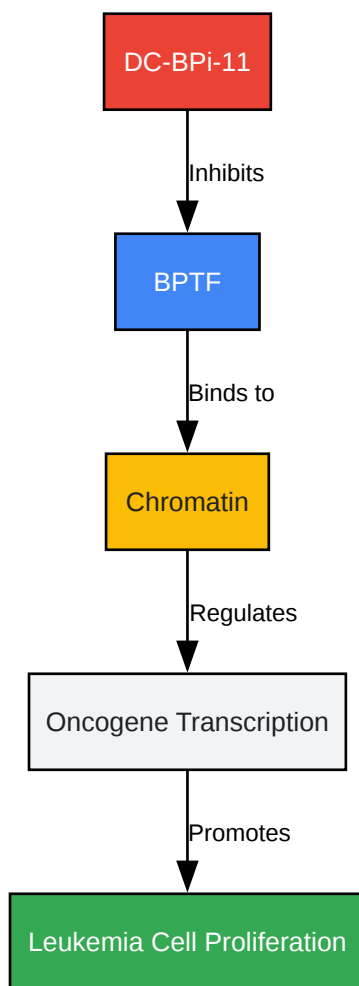 DC-BPi-11
Inhibits
BPTF
Binds to
Chromatin
Regulates
Oncogene Transcription
Promotes
Leukemia Cell Proliferation